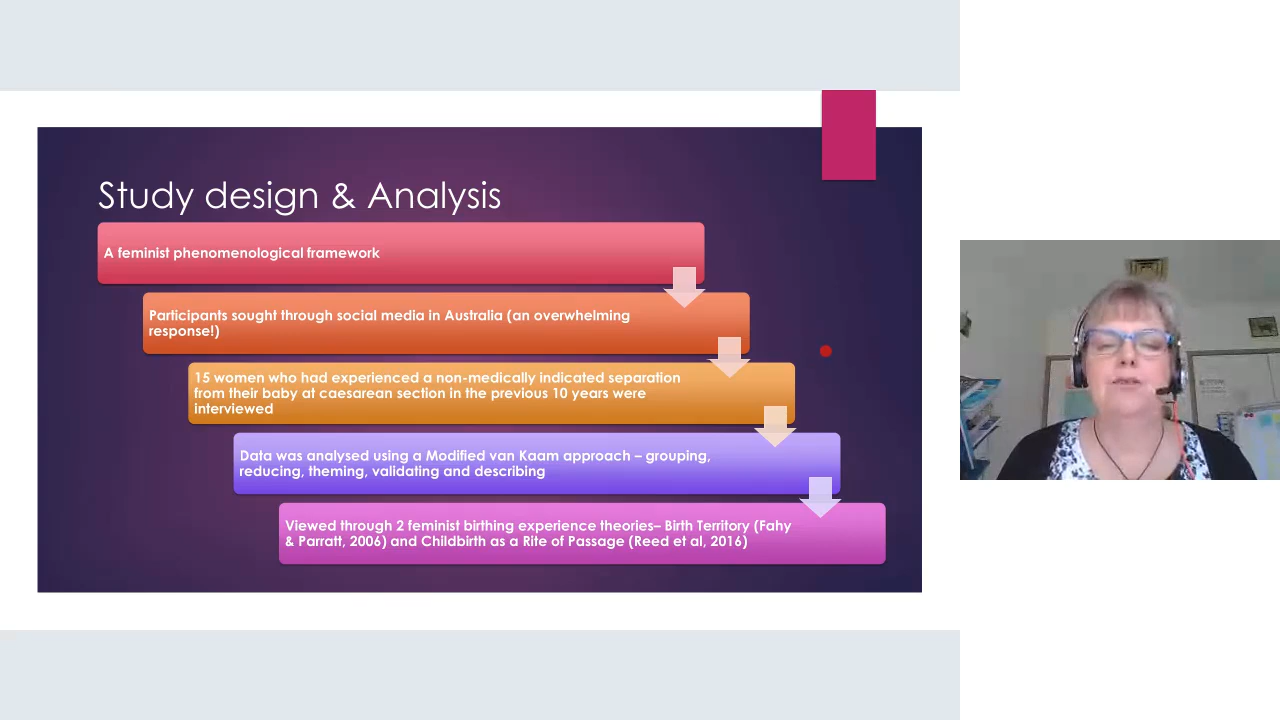 Study design & Analysis
A feminist phenomenological framework
Participants sought through social media in Australia (an overwhelming
response!)
15 women who had experienced a non-medically indicated separation
from their baby at caesarean section in the previous 10 years were
interviewed
Data was analysed using a Modified van Kaam approach – grouping,
reducing, theming, validating and describing
Viewed through 2 feminist birthing experience theories– Birth Territory (Fahy
& Parratt, 2006) and Childbirth as a Rite of Passage (Reed et al, 2016)